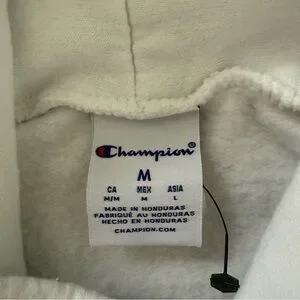 Champion®
M
CA MEX ASIA
M/M M L
MADE IN HONDURAS
FABRIQUÉ AU HONDURAS
HECHO EN HONDURAS
CHAMPION.COM